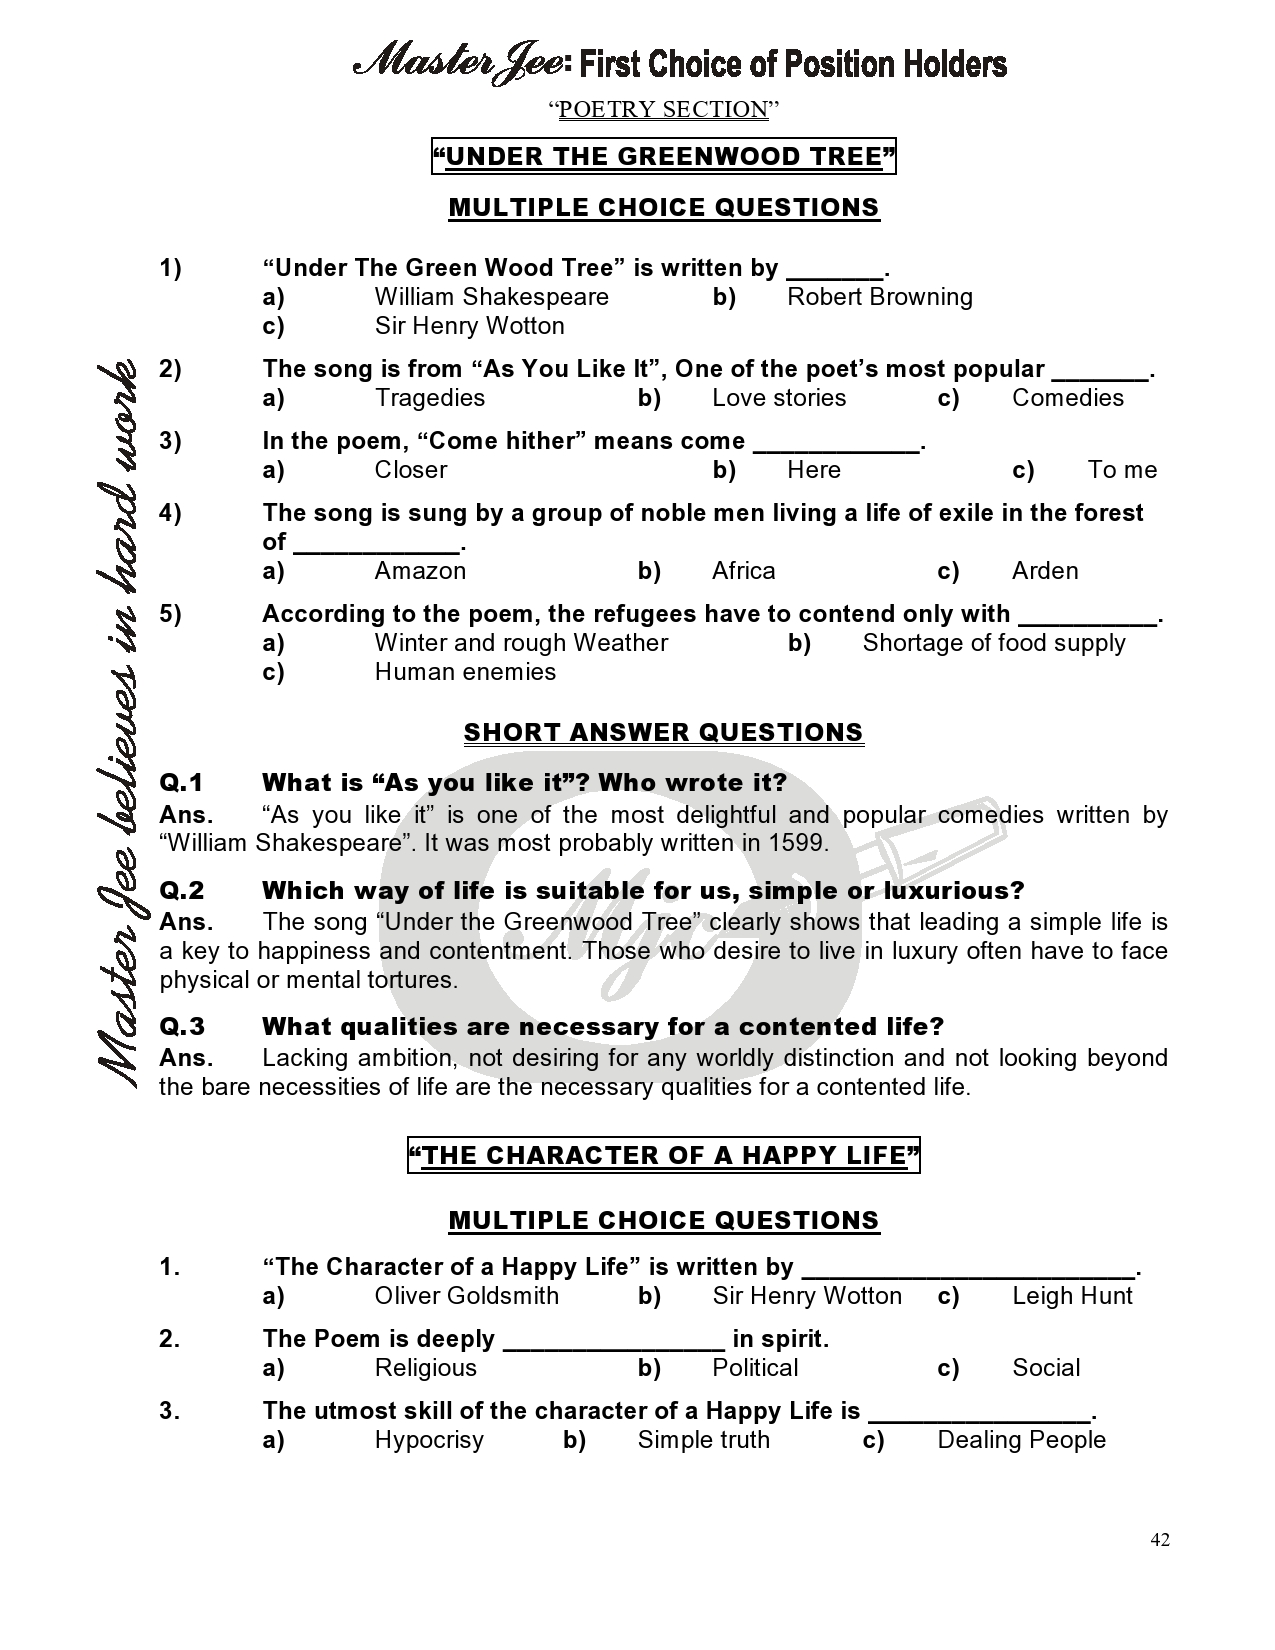 Master Jee: First Choice of Position Holders
“POETRY SECTION”
“UNDER THE GREENWOOD TREE”
MULTIPLE CHOICE QUESTIONS
1) “Under The Green Wood Tree” is written by _______.
a) William Shakespeare b) Robert Browning
c) Sir Henry Wotton
2) The song is from “As You Like It”, One of the poet’s most popular _______.
a) Tragedies b) Love stories c) Comedies
3) In the poem, “Come hither” means come ____________.
a) Closer b) Here c) To me
4) The song is sung by a group of noble men living a life of exile in the forest
of ____________.
a) Amazon b) Africa c) Arden
5) According to the poem, the refugees have to contend only with __________.
a) Winter and rough Weather b) Shortage of food supply
c) Human enemies
SHORT ANSWER QUESTIONS
Q.1 What is “As you like it”? Who wrote it?
Ans. “As you like it” is one of the most delightful and popular comedies written by
“William Shakespeare”. It was most probably written in 1599.
Q.2 Which way of life is suitable for us, simple or luxurious?
Ans. The song “Under the Greenwood Tree” clearly shows that leading a simple life is
a key to happiness and contentment. Those who desire to live in luxury often have to face
physical or mental tortures.
Q.3 What qualities are necessary for a contented life?
Ans. Lacking ambition, not desiring for any worldly distinction and not looking beyond
the bare necessities of life are the necessary qualities for a contented life.
“THE CHARACTER OF A HAPPY LIFE”
MULTIPLE CHOICE QUESTIONS
1. “The Character of a Happy Life” is written by ________________________.
a) Oliver Goldsmith b) Sir Henry Wotton c) Leigh Hunt
2. The Poem is deeply ________________ in spirit.
a) Religious b) Political c) Social
3. The utmost skill of the character of a Happy Life is ________________.
a) Hypocrisy b) Simple truth c) Dealing People
42
Master Jee believes in hard work
Mjc